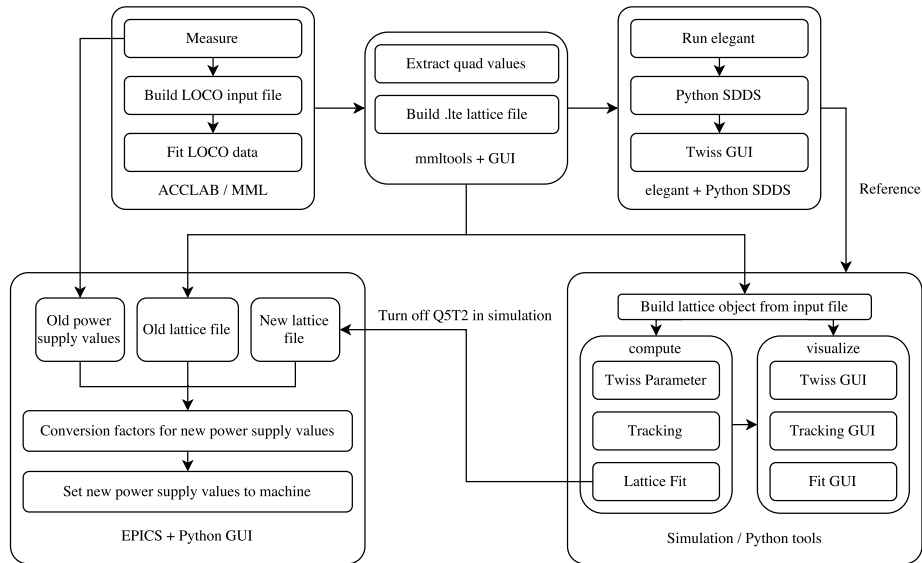 Measure
Build LOCO input file
Fit LOCO data
ACCLAB / MML
Extract quad values
Build .lte lattice file
mmltools + GUI
Run elegant
Python SDDS
Twiss GUI
elegant + Python SDDS
Reference
Old power
supply values
Old lattice file
New lattice
file
Conversion factors for new power supply values
Set new power supply values to machine
EPICS + Python GUI
Turn off Q5T2 in simulation
Build lattice object from input file
compute
Twiss Parameter
Tracking
Lattice Fit
visualize
Twiss GUI
Tracking GUI
Fit GUI
Simulation / Python tools